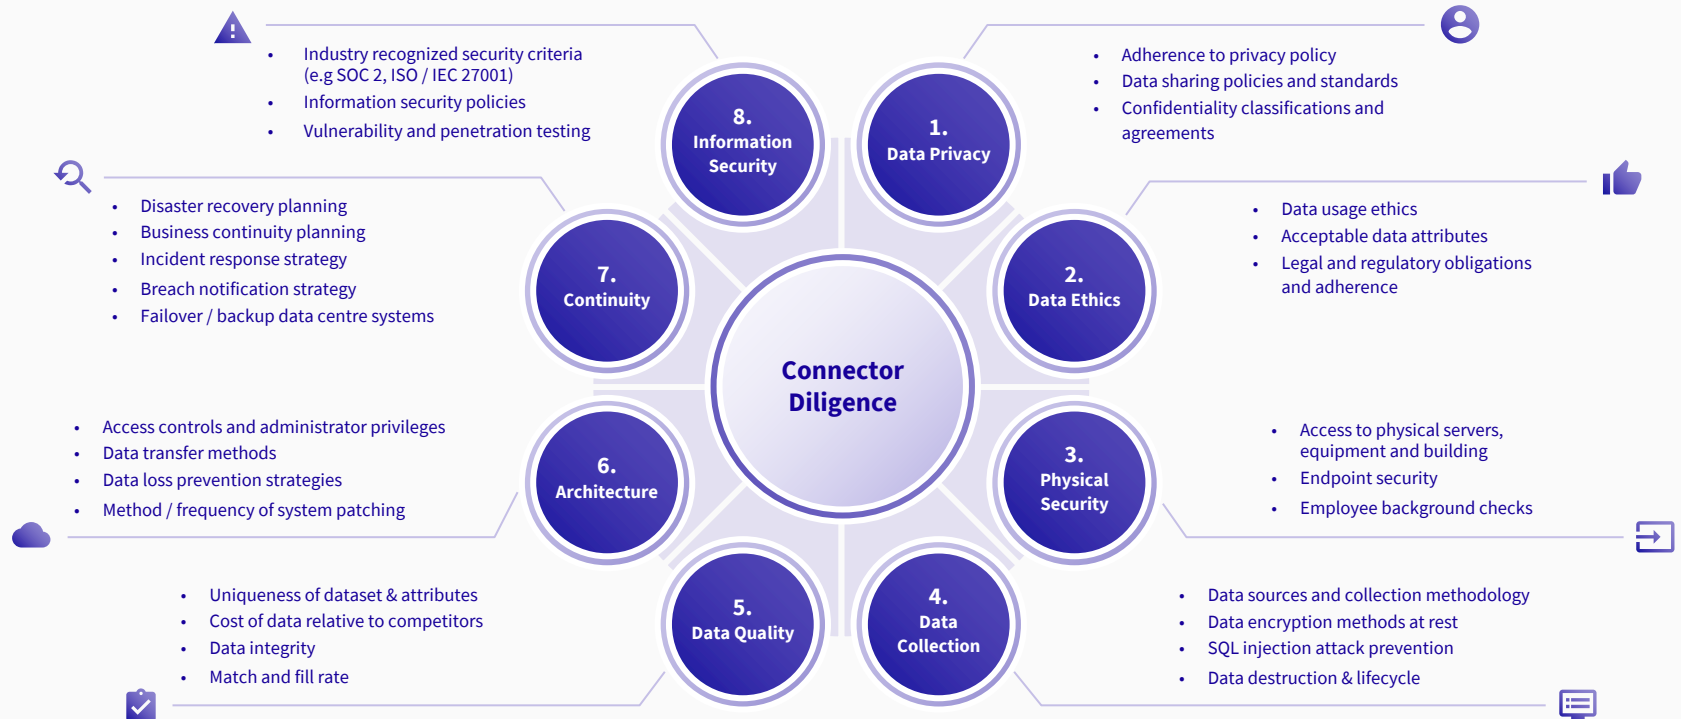 Connector
Diligence
1.
Data Privacy
• Adherence to privacy policy
• Data sharing policies and standards
• Confidentiality classifications and
agreements
2.
Data Ethics
• Data usage ethics
• Acceptable data attributes
• Legal and regulatory obligations
and adherence
3.
Physical
Security
• Access to physical servers,
equipment and building
• Endpoint security
• Employee background checks
4.
Data
Collection
• Data sources and collection methodology
• Data encryption methods at rest
• SQL injection attack prevention
• Data destruction & lifecycle
5.
Data Quality
• Uniqueness of dataset & attributes
• Cost of data relative to competitors
• Data integrity
• Match and fill rate
6.
Architecture
• Access controls and administrator privileges
• Data transfer methods
• Data loss prevention strategies
• Method / frequency of system patching
7.
Continuity
• Disaster recovery planning
• Business continuity planning
• Incident response strategy
• Breach notification strategy
• Failover / backup data centre systems
8.
Information
Security
• Industry recognized security criteria
(e.g SOC 2, ISO / IEC 27001)
• Information security policies
• Vulnerability and penetration testing